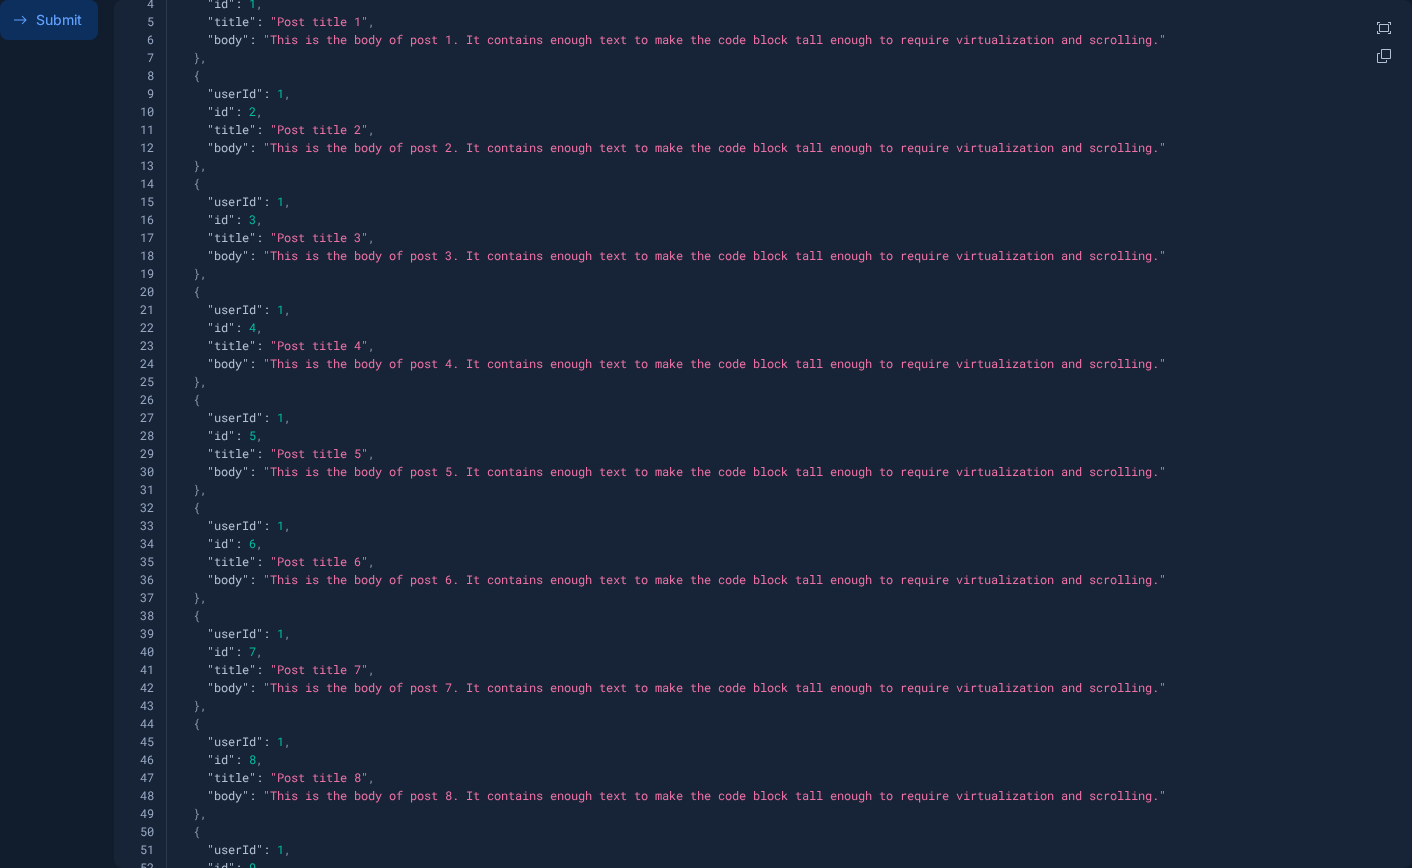 Submit
4 "id": 1,
5 "title": "Post title 1",
6 "body": "This is the body of post 1. It contains enough text to make the code block tall enough to require virtualization and scrolling."
7 },
8 {
9 "userId": 1,
10 "id": 2,
11 "title": "Post title 2",
12 "body": "This is the body of post 2. It contains enough text to make the code block tall enough to require virtualization and scrolling."
13 },
14 {
15 "userId": 1,
16 "id": 3,
17 "title": "Post title 3",
18 "body": "This is the body of post 3. It contains enough text to make the code block tall enough to require virtualization and scrolling."
19 },
20 {
21 "userId": 1,
22 "id": 4,
23 "title": "Post title 4",
24 "body": "This is the body of post 4. It contains enough text to make the code block tall enough to require virtualization and scrolling."
25 },
26 {
27 "userId": 1,
28 "id": 5,
29 "title": "Post title 5",
30 "body": "This is the body of post 5. It contains enough text to make the code block tall enough to require virtualization and scrolling."
31 },
32 {
33 "userId": 1,
34 "id": 6,
35 "title": "Post title 6",
36 "body": "This is the body of post 6. It contains enough text to make the code block tall enough to require virtualization and scrolling."
37 },
38 {
39 "userId": 1,
40 "id": 7,
41 "title": "Post title 7",
42 "body": "This is the body of post 7. It contains enough text to make the code block tall enough to require virtualization and scrolling."
43 },
44 {
45 "userId": 1,
46 "id": 8,
47 "title": "Post title 8",
48 "body": "This is the body of post 8. It contains enough text to make the code block tall enough to require virtualization and scrolling."
49 },
50 {
51 "userId": 1,
52 "id": 9